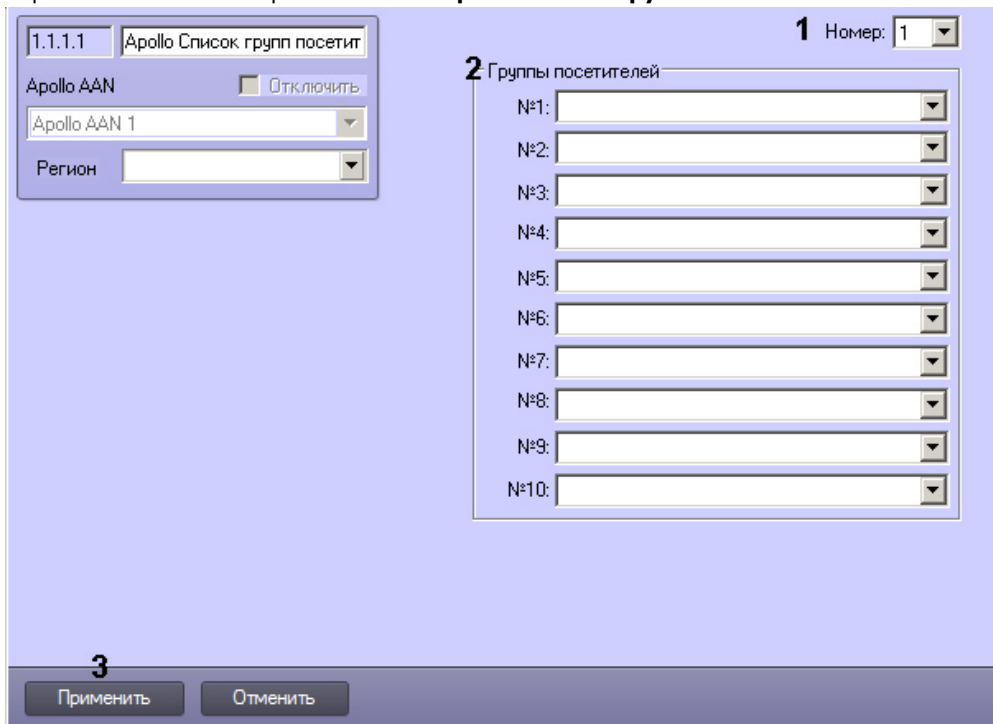 1.1.1.1 Apollo Список групп посетит
Apollo AAN Отключить
Apollo AAN 1
Регион
1 Номер: 1
2 Группы посетителей
№1:
№2:
№3:
№4:
№5:
№6:
№7:
№8:
№9:
№10:
3
Применить Отменить